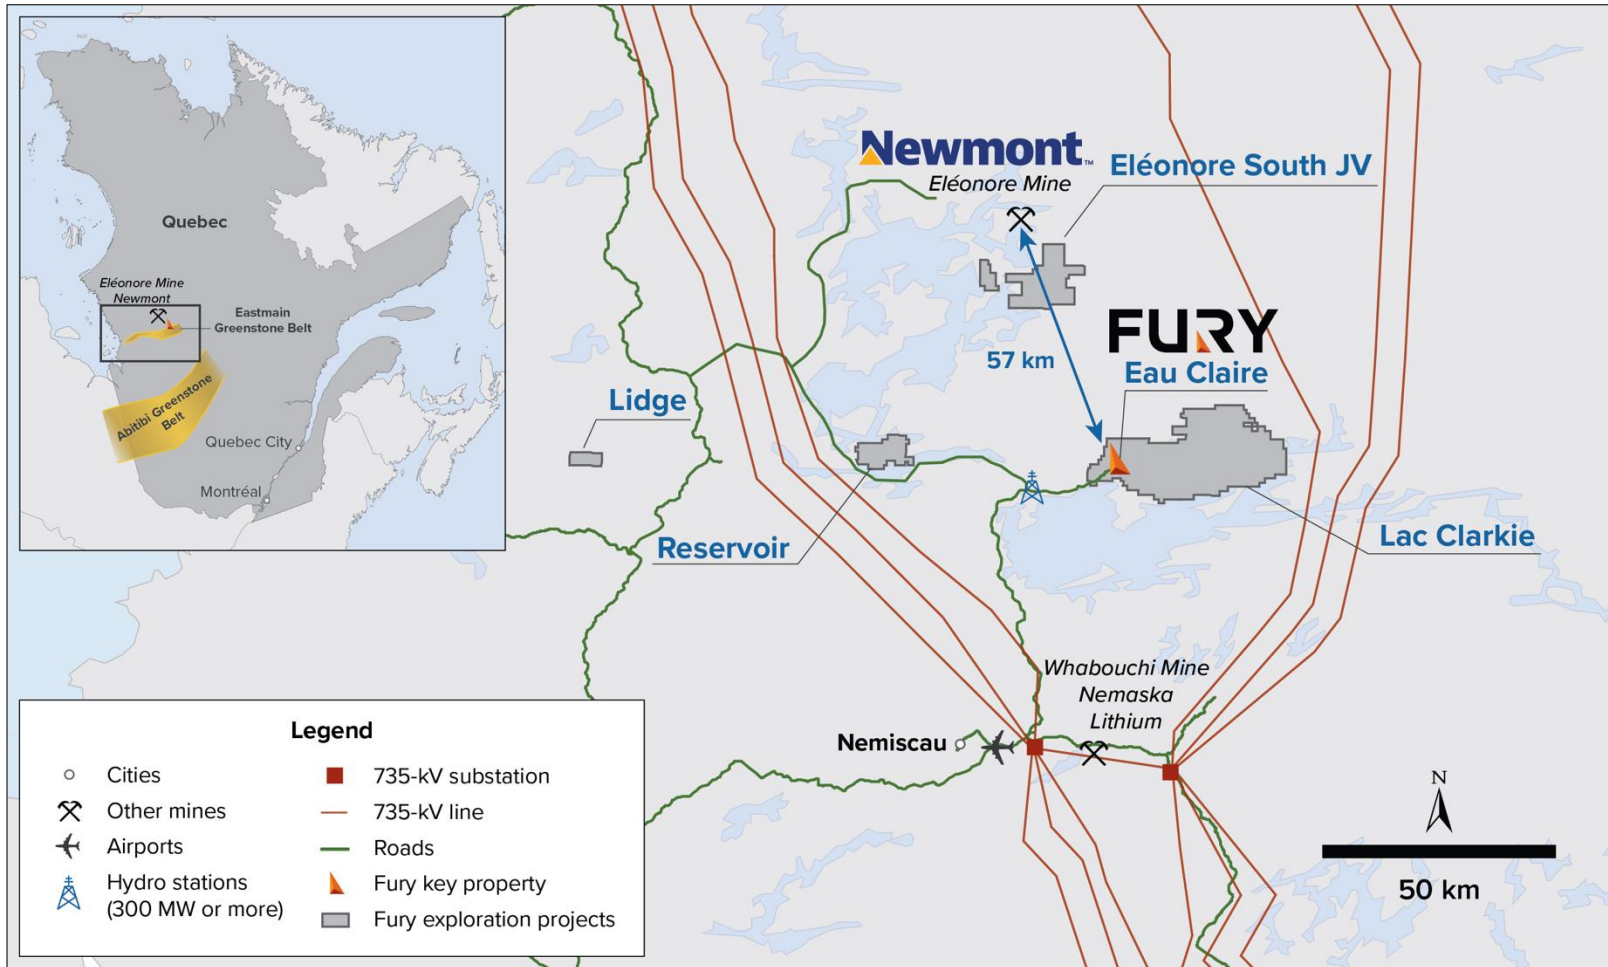 Quebec
Eléonore Mine
Newmont
Eastmain
Greenstone Belt
Abitibi Greenstone
Belt
Quebec City
Montréal
Newmont™
Eléonore Mine
Eléonore South JV
57 km
FURY
Eau Claire
Lidge
Reservoir
Lac Clarkie
Whabouchi Mine
Nemaska
Lithium
Nemiscau
N
50 km
Legend
Cities
Other mines
Airports
Hydro stations
(300 MW or more)
735-kV substation
735-kV line
Roads
Fury key property
Fury exploration projects